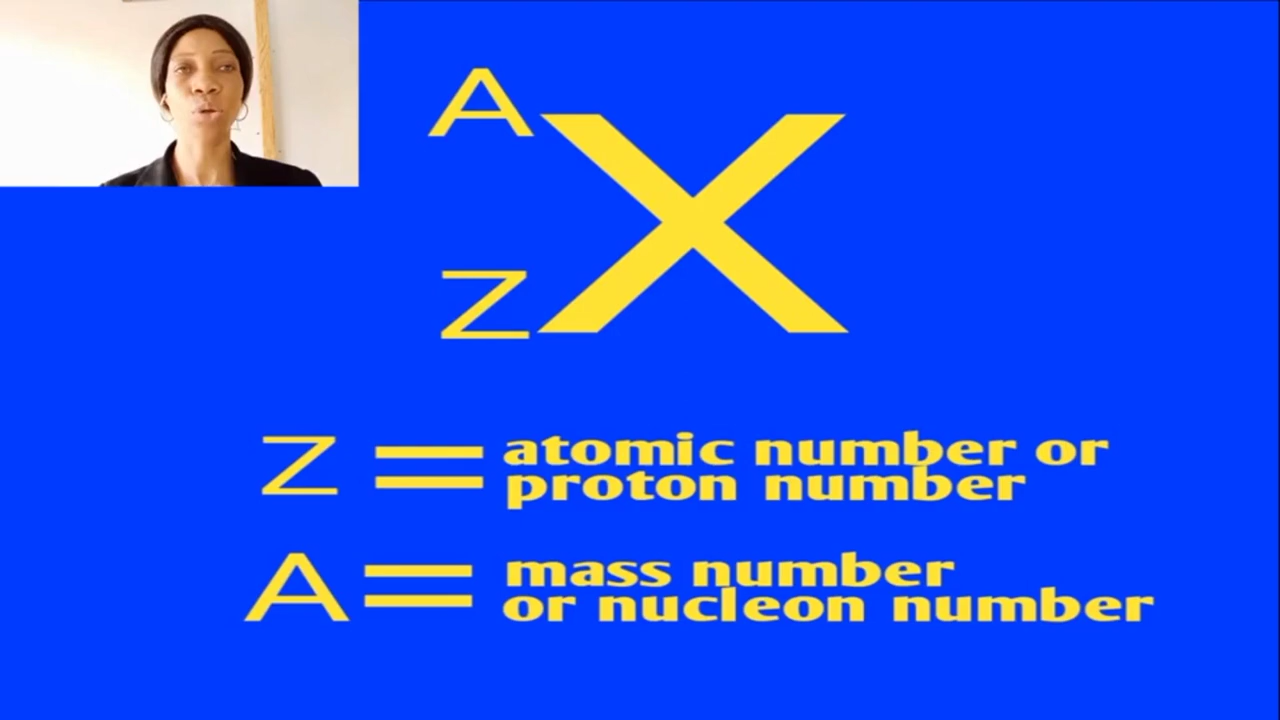 A
X
Z
Z = atomic number or
proton number
A = mass number
or nucleon number